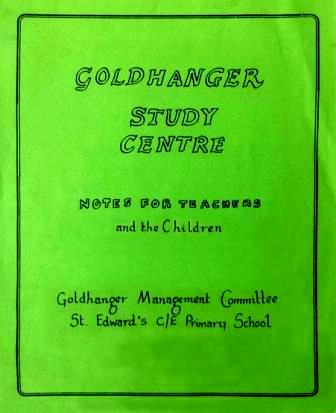 GOLDHANGER
STUDY
CENTRE
NOTES FOR TEACHERS
and the Children
Goldhanger Management Committee
St. Edward's C/E Primary School